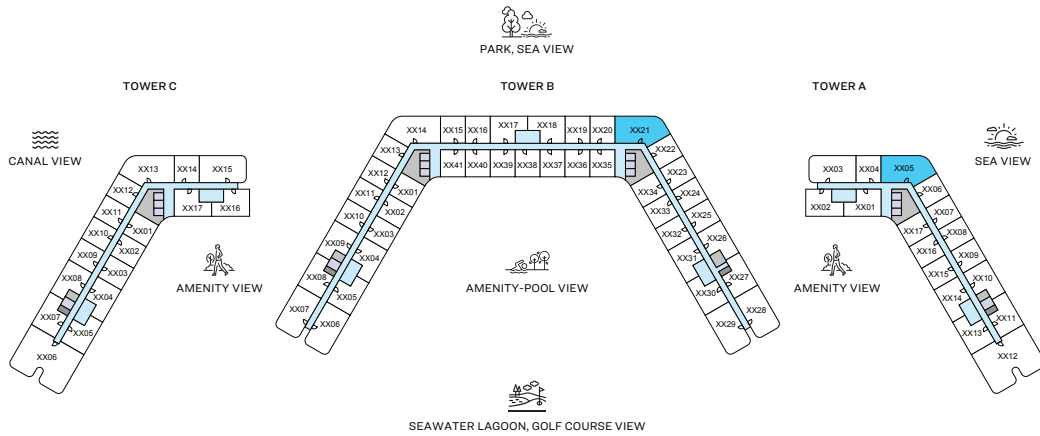 PARK, SEA VIEW
TOWER C
TOWER B
TOWER A
CANAL VIEW
SEA VIEW
XX13
XX14
XX15
XX12
XX11
XX10
XX09
XX08
XX07
XX06
XX17
XX16
XX01
XX02
XX03
XX04
XX05
AMENITY VIEW
XX14
XX15
XX16
XX17
XX18
XX19
XX20
XX21
XX13
XX12
XX11
XX10
XX09
XX08
XX07
XX06
XX41
XX40
XX39
XX38
XX37
XX36
XX35
XX01
XX02
XX03
XX04
XX05
XX22
XX23
XX24
XX25
XX26
XX27
XX28
XX34
XX33
XX32
XX31
XX30
XX29
AMENITY-POOL VIEW
XX03
XX04
XX05
XX02
XX01
XX06
XX07
XX08
XX09
XX10
XX11
XX12
XX17
XX16
XX15
XX14
XX13
AMENITY VIEW
SEAWATER LAGOON, GOLF COURSE VIEW